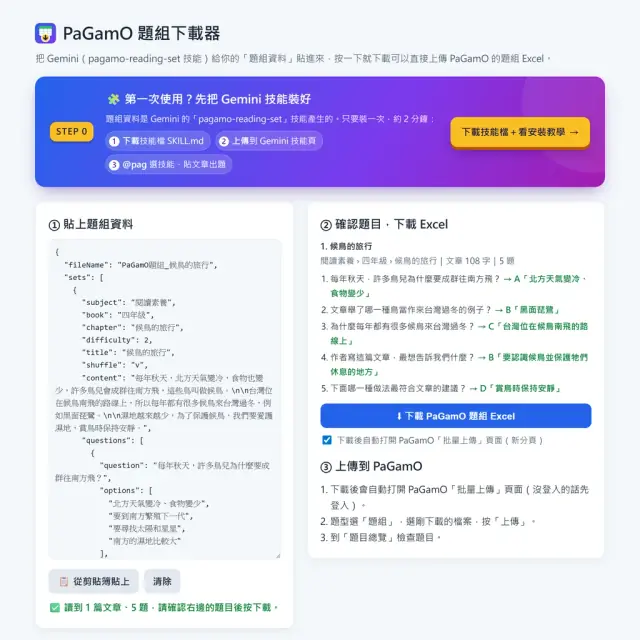 PaGamO 題組下載器
把 Gemini（pagamo-reading-set 技能）給你的「題組資料」貼進來，按一下就下載可以直接上傳 PaGamO 的題組 Excel。
STEP 0
🧩 第一次使用？先把 Gemini 技能裝好
題組資料是 Gemini 的「pagamo-reading-set」技能產生的。只要裝一次，約 2 分鐘：
1 下載技能檔 SKILL.md
2 上傳到 Gemini 技能頁
3 @pag 選技能，貼文章出題
下載技能檔 + 看安裝教學 →
① 貼上題組資料
{
"fileName": "PaGamO題組_候鳥的旅行",
"sets": [
{
"subject": "閱讀素養",
"book": "四年級",
"chapter": "候鳥的旅行",
"difficulty": 2,
"title": "候鳥的旅行",
"shuffle": "v",
"content": "每年秋天，北方天氣變冷，食物也變
少，許多鳥兒會成群往南方飛，這些鳥叫做候鳥。\n\n台灣位
在候鳥南飛的路線上，所以每年都有很多候鳥來台灣過冬，例
如黑面琵鷺。\n\n濕地越來越少，為了保護候鳥，我們要愛護
濕地，賞鳥時保持安靜。",
"questions": [
{
"question": "每年秋天，許多鳥兒為什麼要成
群往南方飛？",
"options": [
"北方天氣變冷、食物變少",
"要到南方繁殖下一代",
"要尋找太陽和星星",
"南方的濕地比較大"
],
📋 從剪貼簿貼上
清除
✅ 讀到 1 篇文章、5 題，請確認右邊的題目後按下載。
② 確認題目，下載 Excel
1. 候鳥的旅行
閱讀素養，四年級，候鳥的旅行｜文章 108 字｜5 題
1. 每年秋天，許多鳥兒為什麼要成群往南方飛？ → A「北方天氣變冷、
食物變少」
2. 文章舉了哪一種鳥當作來台灣過冬的例子？ → B「黑面琵鷺」
3. 為什麼每年都有很多候鳥來台灣過冬？ → C「台灣位在候鳥南飛的路
線上」
4. 作者寫這篇文章，最想告訴我們什麼？ → B「要認識候鳥並保護牠們
休息的地方」
5. 下面哪一種做法最符合文章的建議？ → D「賞鳥時保持安靜」
⬇ 下載 PaGamO 題組 Excel
下載後自動打開 PaGamO「批量上傳」頁面（新分頁）
③ 上傳到 PaGamO
1. 下載後會自動打開 PaGamO「批量上傳」頁面（沒登入的話先
登入）。
2. 題型選「題組」，選剛下載的檔案，按「上傳」。
3. 到「題目總覽」檢查題目。